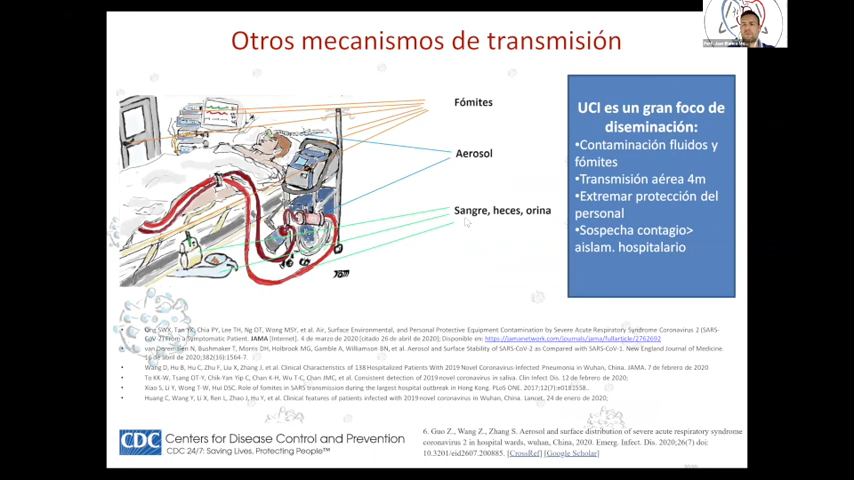 Otros mecanismos de transmisión
Fómites
Aerosol
Sangre, heces, orina
UCI es un gran foco de
diseminación:
•Contaminación fluidos y
fómites
•Transmisión aérea 4m
•Extremar protección del
personal
•Sospecha contagio>
aislam. hospitalario
• Ong SWX, Tan YK, Chia PY, Lee TH, Ng OT, Wong MSY, et al. Air, Surface Environmental, and Personal Protective Equipment Contamination by Severe Acute Respiratory Syndrome Coronavirus 2 (SARS-
CoV-2) From a Symptomatic Patient. JAMA [Internet]. 4 de marzo de 2020 [citado 26 de abril de 2020]; Disponible en: https://jamanetwork.com/journals/jama/fullarticle/2762692
• van Doremalen N, Bushmaker T, Morris DH, Holbrook MG, Gamble A, Williamson BN, et al. Aerosol and Surface Stability of SARS-CoV-2 as Compared with SARS-CoV-1. New England Journal of Medicine.
16 de abril de 2020;382(16):1564-7.
• Wang D, Hu B, Hu C, Zhu F, Liu X, Zhang J, et al. Clinical Characteristics of 138 Hospitalized Patients With 2019 Novel Coronavirus-Infected Pneumonia in Wuhan, China. JAMA. 7 de febrero de 2020
• To KK-W, Tsang OT-Y, Chik-Yan Yip C, Chan K-H, Wu T-C, Chan JMC, et al. Consistent detection of 2019 novel coronavirus in saliva. Clin Infect Dis. 12 de febrero de 2020;
• Xiao S, Li Y, Wong T-W, Hui DSC. Role of fomites in SARS transmission during the largest hospital outbreak in Hong Kong. PLoS ONE. 2017;12(7):e0181558..
• Huang C, Wang Y, Li X, Ren L, Zhao J, Hu Y, et al. Clinical features of patients infected with 2019 novel coronavirus in Wuhan, China. Lancet, 24 de enero de 2020;
CDC Centers for Disease Control and Prevention
CDC 24/7: Saving Lives, Protecting People™
6. Guo Z., Wang Z., Zhang S. Aerosol and surface distribution of severe acute respiratory syndrome
coronavirus 2 in hospital wards, wuhan, China, 2020. Emerg. Infect. Dis. 2020;26(7) doi:
10.3201/eid2607.200885. [CrossRef] [Google Scholar]